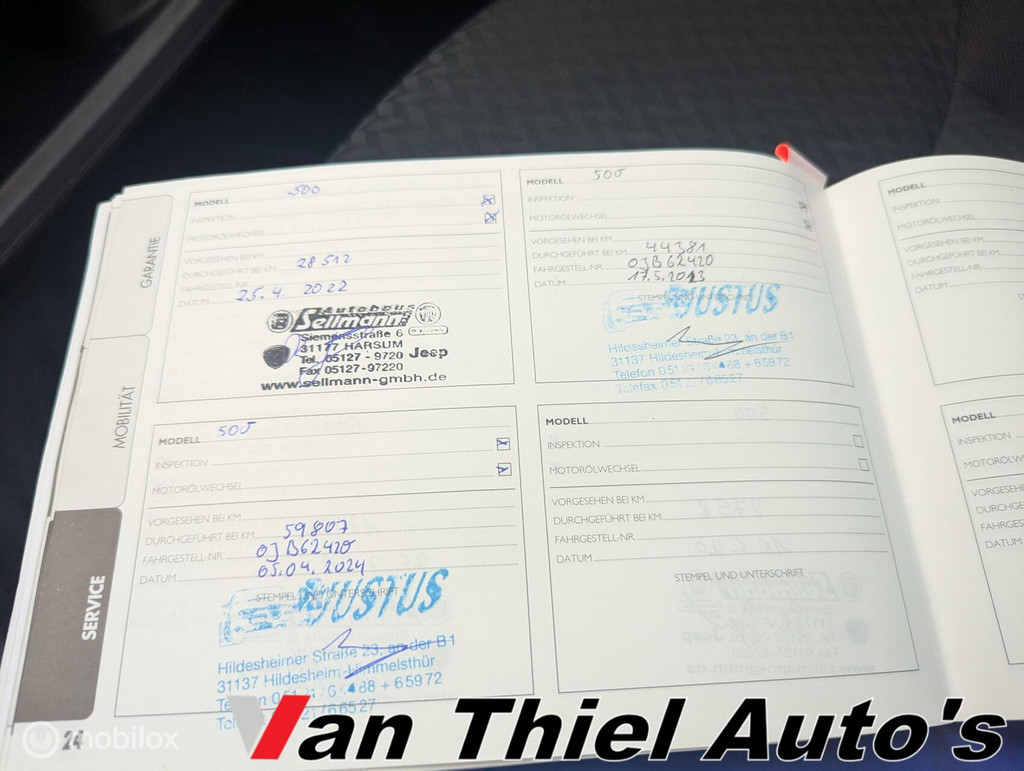 GARANTIE
MOBILITÄT
SERVICE
MODELL 500
INSPEKTION
MOTORÖLWECHSEL
VORGESEHEN BEI KM
DURCHGEFÜHRT BEI KM 28512
FAHRGESTELL-NR.
DATUM 25.4. 2022
Autohaus
Sellmann
Siemensstraße 6
31177 HARSUM
Tel. 05127 - 9720 Jeep
Fax 05127-97220
www.sellmann-gmbh.de
MODELL 500
INSPEKTION
MOTORÖLWECHSEL
VORGESEHEN BEI KM
DURCHGEFÜHRT BEI KM 44381
FAHRGESTELL-NR. 0JB62420
DATUM 17.5.2023
JUSTUS
Hildesheimer Straße 23, an der B1
31137 Hildesheim-Himmelsthür
MODELL 500
INSPEKTION
MOTORÖLWECHSEL
VORGESEHEN BEI KM
DURCHGEFÜHRT BEI KM 59807
FAHRGESTELL-NR. 0JB62420
DATUM 05.04.2024
STEMPEL UND UNTERSCHRIFT
JUSTUS
Hildesheimer Straße 23, an der B1
31137 Hildesheim-Himmelsthür
MODELL
INSPEKTION
MOTORÖLWECHSEL
VORGESEHEN BEI KM
DURCHGEFÜHRT BEI KM
FAHRGESTELL-NR.
DATUM
STEMPEL UND UNTERSCHRIFT
MODELL
INSPEKTION
MOTORÖLWECHSEL
VORGESEHEN BEI KM
DURCHGEFÜHRT BEI KM
FAHRGESTELL-NR.
DATUM
MODELL
INSPEKTION
24
mobilox
Van Thiel Auto's